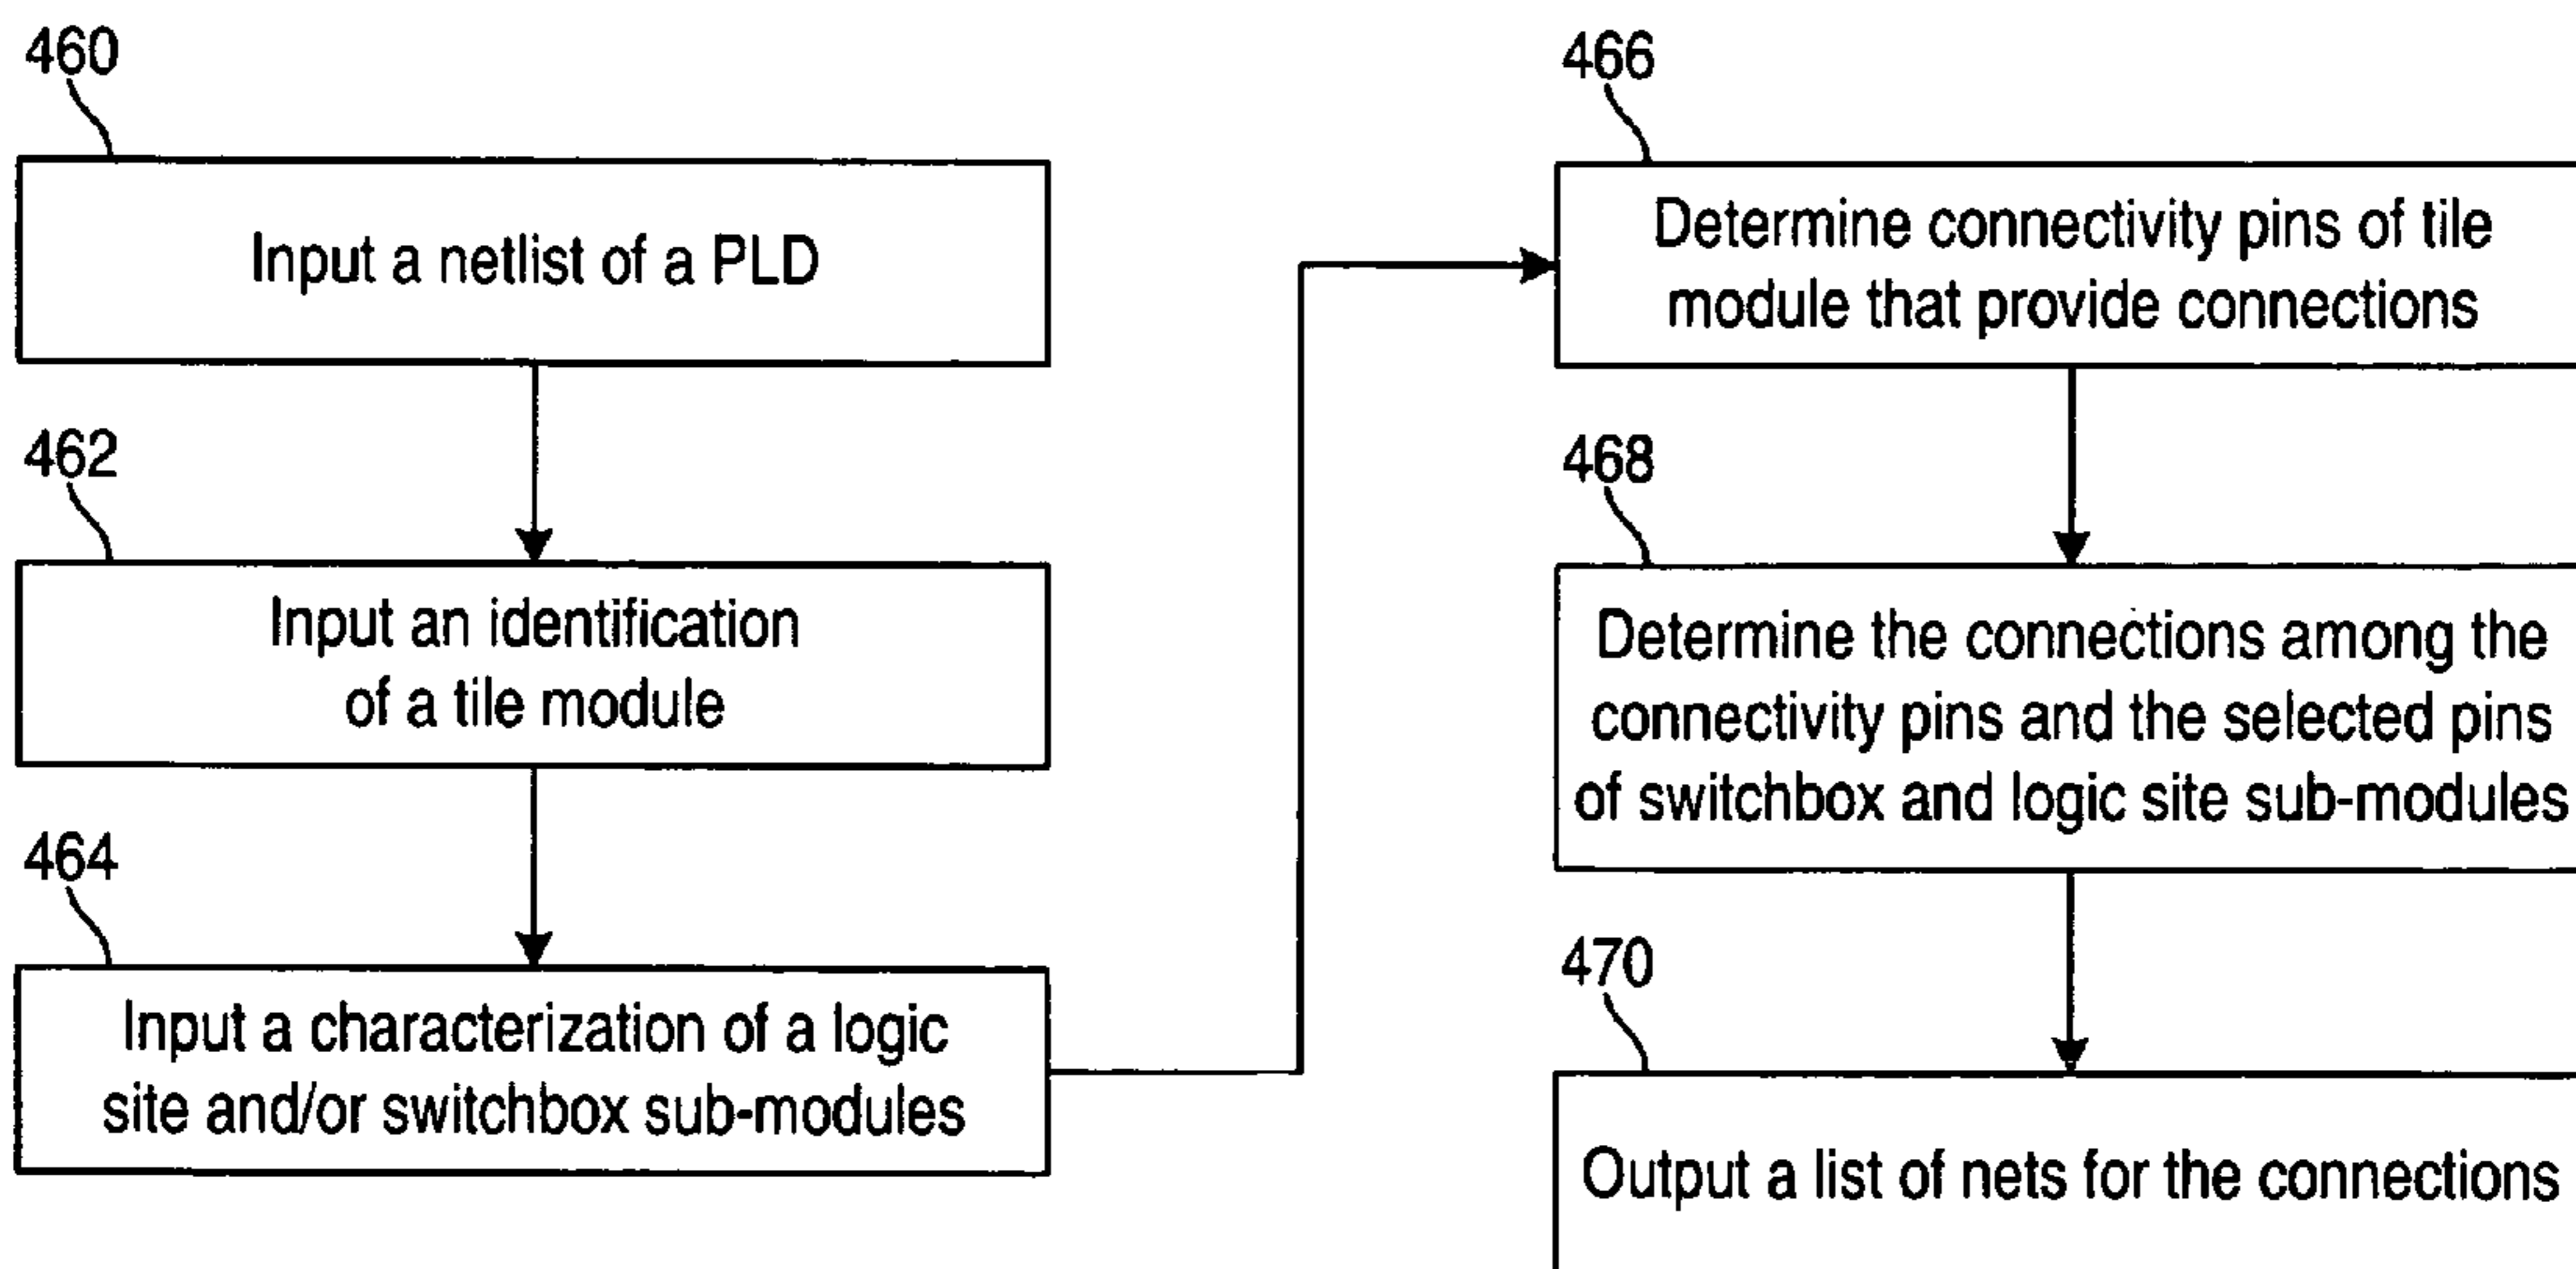 460
Input a netlist of a PLD
462
Input an identification
of a tile module
464
Input a characterization of a logic
site and/or switchbox sub-modules
466
Determine connectivity pins of tile
module that provide connections
468
Determine the connections among the
connectivity pins and the selected pins
of switchbox and logic site sub-modules
470
Output a list of nets for the connections